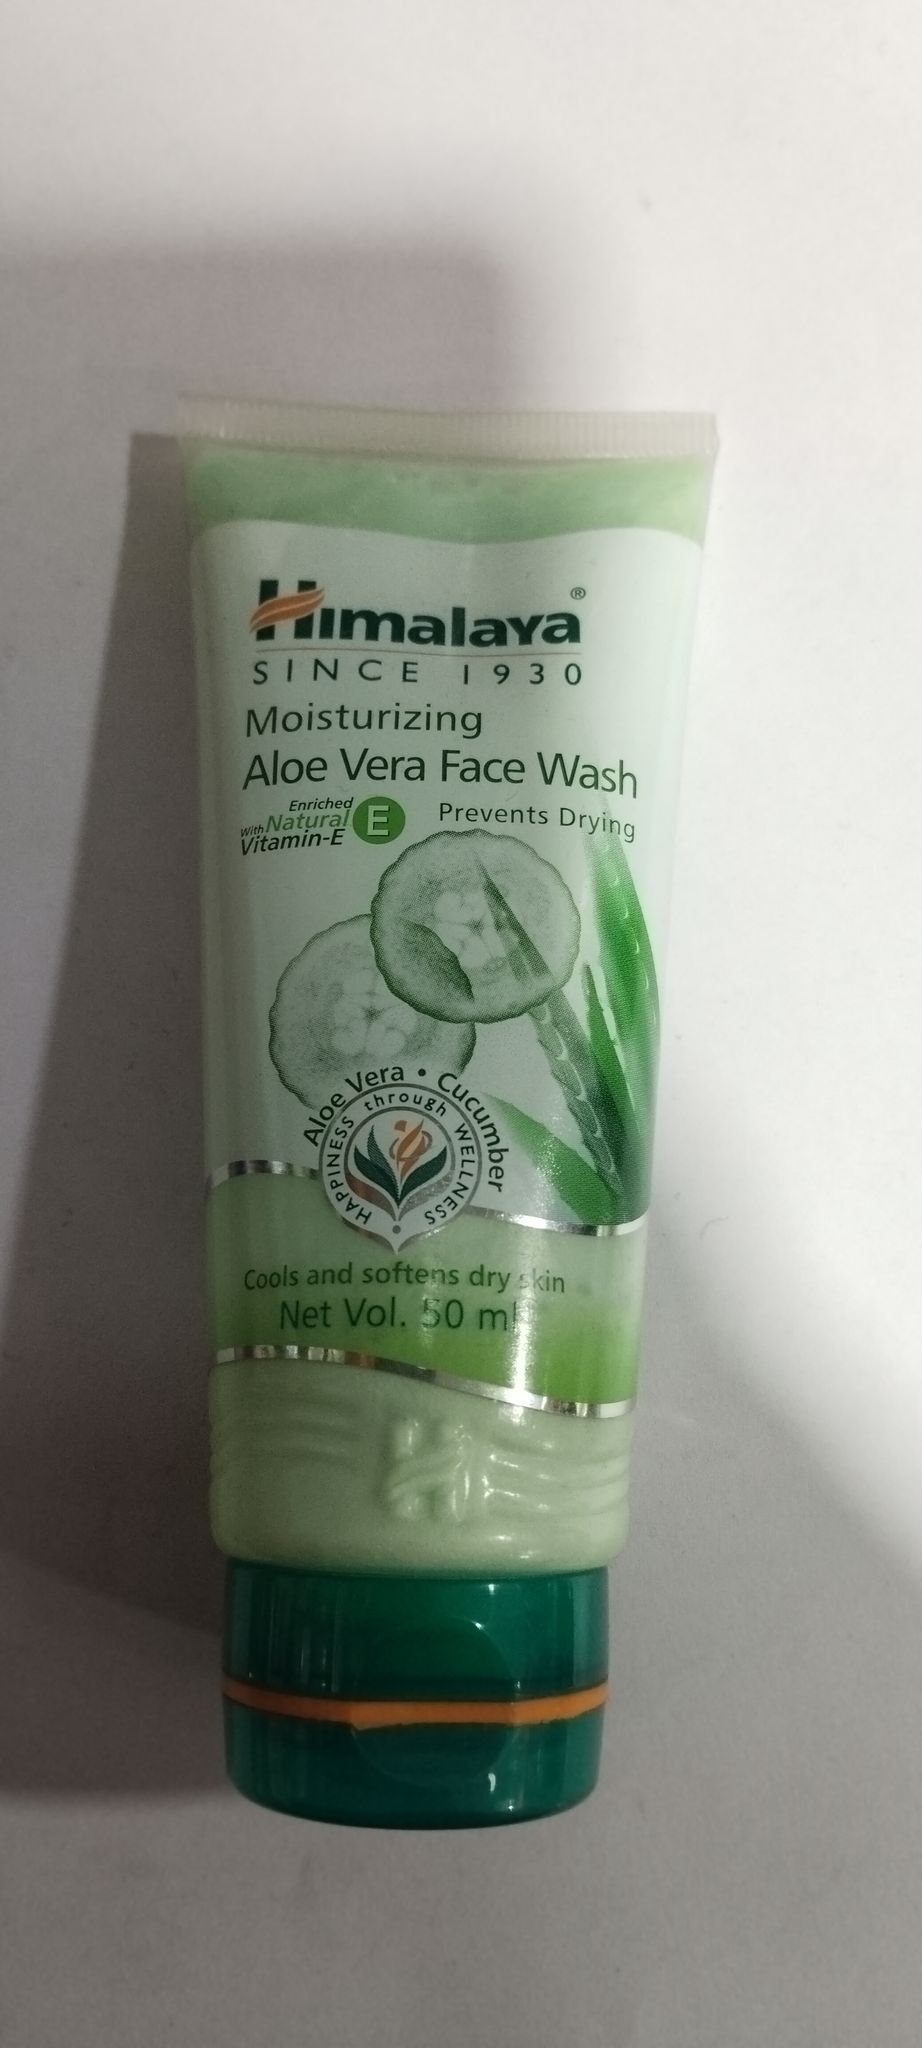 Himalaya®
SINCE 1930
Moisturizing
Aloe Vera Face Wash
Enriched
With Natural
Vitamin-E
E
Prevents Drying
Aloe Vera • Cucumber
HAPPINESS through WELLNESS
Cools and softens dry skin
Net Vol. 50 ml